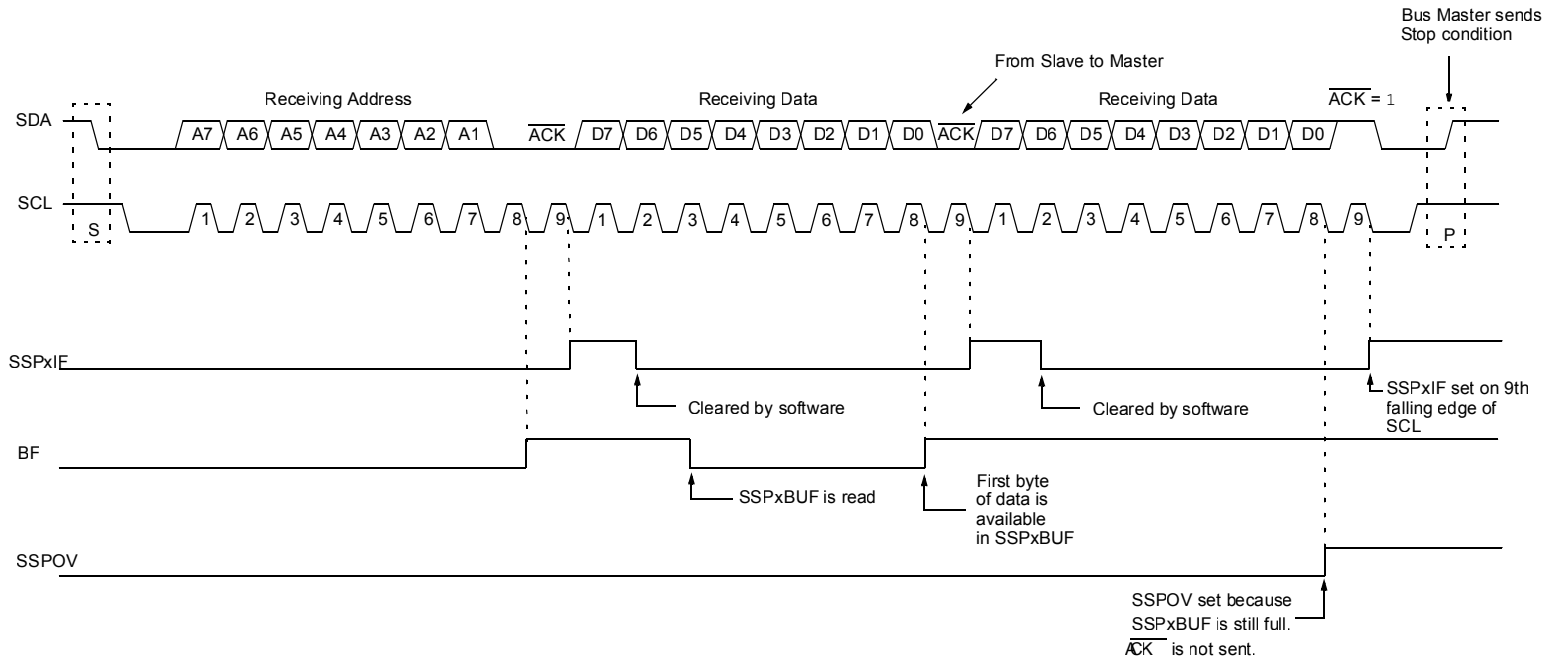 Bus Master sends
Stop condition
From Slave to Master
Receiving Address
Receiving Data
Receiving Data
ACK = 1
SDA
A7 A6 A5 A4 A3 A2 A1 ACK D7 D6 D5 D4 D3 D2 D1 D0 ACK D7 D6 D5 D4 D3 D2 D1 D0
SCL
S 1 2 3 4 5 6 7 8 9 1 2 3 4 5 6 7 8 9 1 2 3 4 5 6 7 8 9 P
SSPxIF
Cleared by software
Cleared by software
SSPxIF set on 9th
falling edge of
SCL
BF
SSPxBUF is read
First byte
of data is
available
in SSPxBUF
SSPOV
SSPOV set because
SSPxBUF is still full.
ACK is not sent.